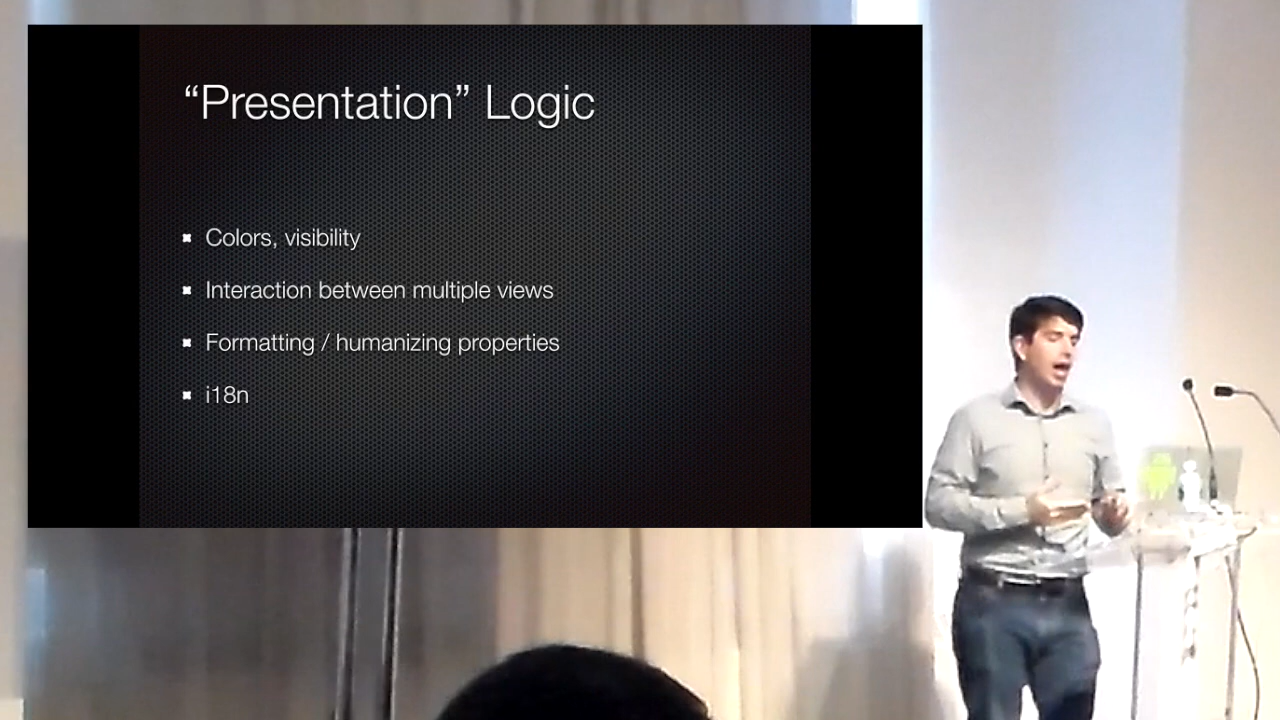 “Presentation” Logic
Colors, visibility
Interaction between multiple views
Formatting / humanizing properties
i18n